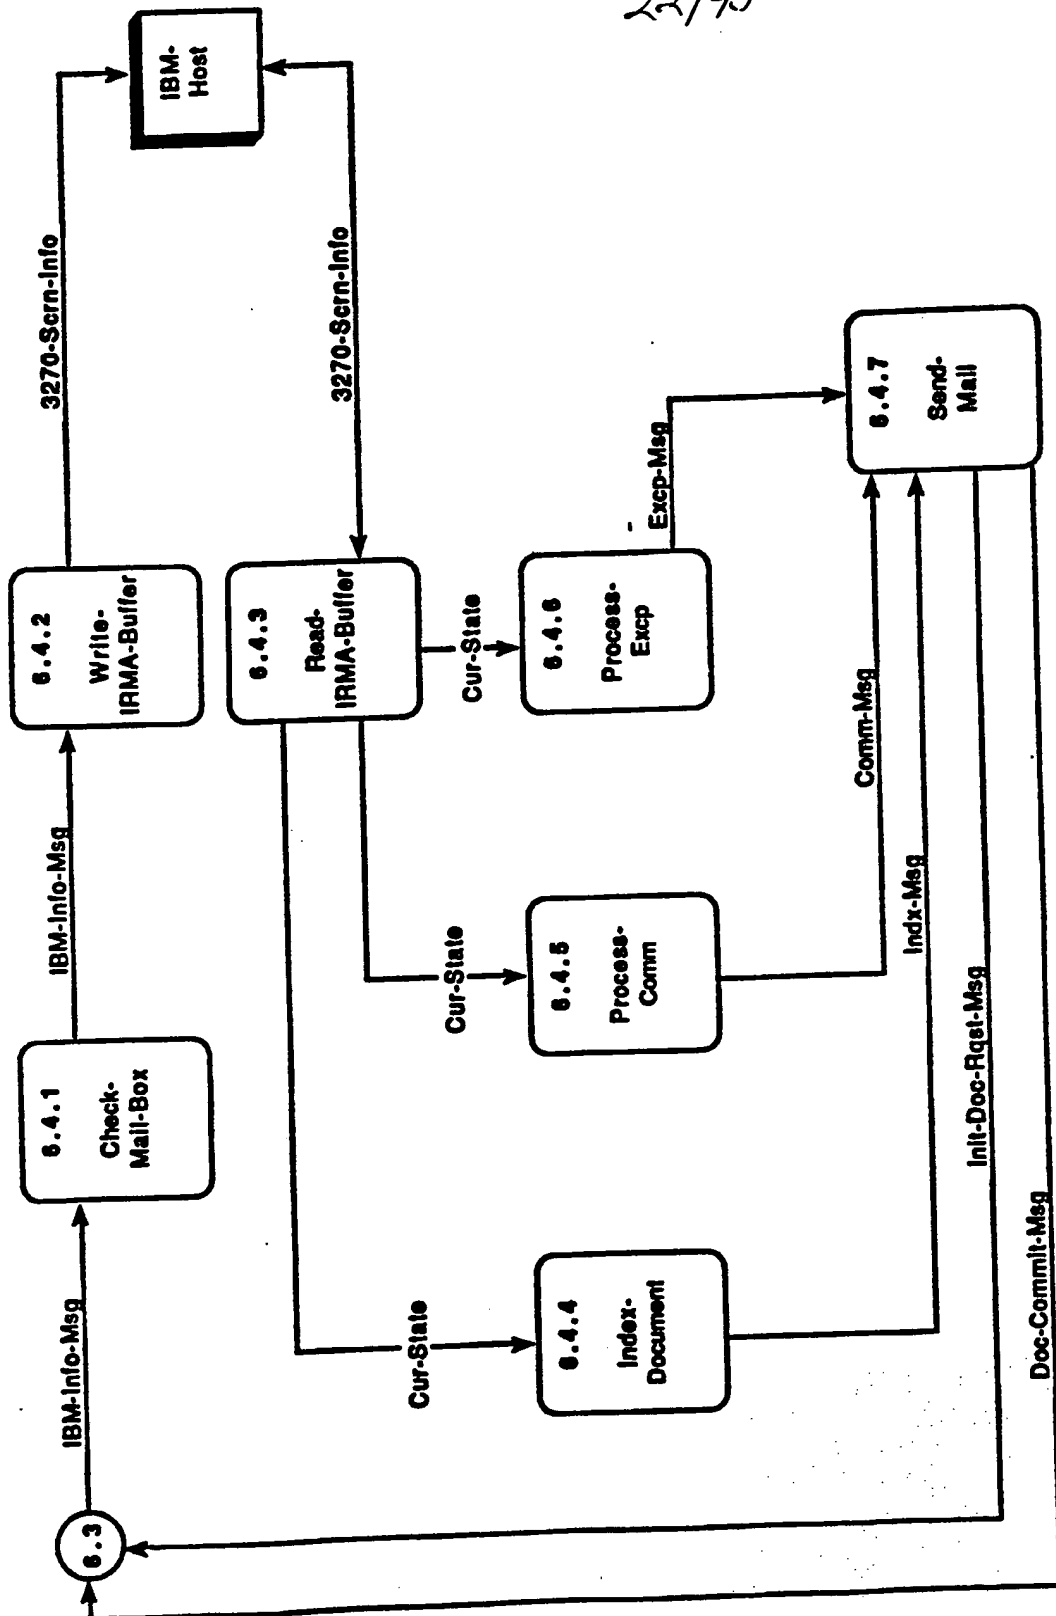 22/43
IBM-
Host
3270-Scrn-Info
3270-Scrn-Info
6.4.2
Write-
IRMA-Buffer
6.4.3
Read-
IRMA-Buffer
Cur-State
6.4.6
Process-
Excp
Excp-Msg
6.4.7
Send-
Mail
IBM-Info-Msg
Cur-State
6.4.5
Process-
Comm
Comm-Msg
6.4.1
Check-
Mail-Box
Indx-Msg
Init-Doc-Rqst-Msg
IBM-Info-Msg
Cur-State
6.4.4
Index-
Document
Doc-Commit-Msg
6.3